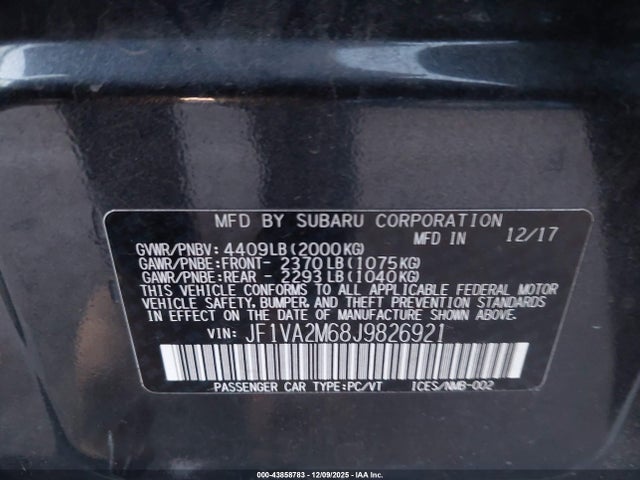 MFD BY SUBARU CORPORATION
MFD IN 12/17
GVWR/PNBV: 4409LB(2000KG)
GAWR/PNBE:FRONT- 2370LB(1075KG)
GAWR/PNBE:REAR - 2293LB(1040KG)
THIS VEHICLE CONFORMS TO ALL APPLICABLE FEDERAL MOTOR
VEHICLE SAFETY, BUMPER, AND THEFT PREVENTION STANDARDS
IN EFFECT ON THE DATE OF MANUFACTURE SHOWN ABOVE.
VIN: JF1VA2M68J9826921
PASSENGER CAR TYPE:PC/VT ICES/NMB-002
000-43858783 - 12/09/2025 - IAA Inc.